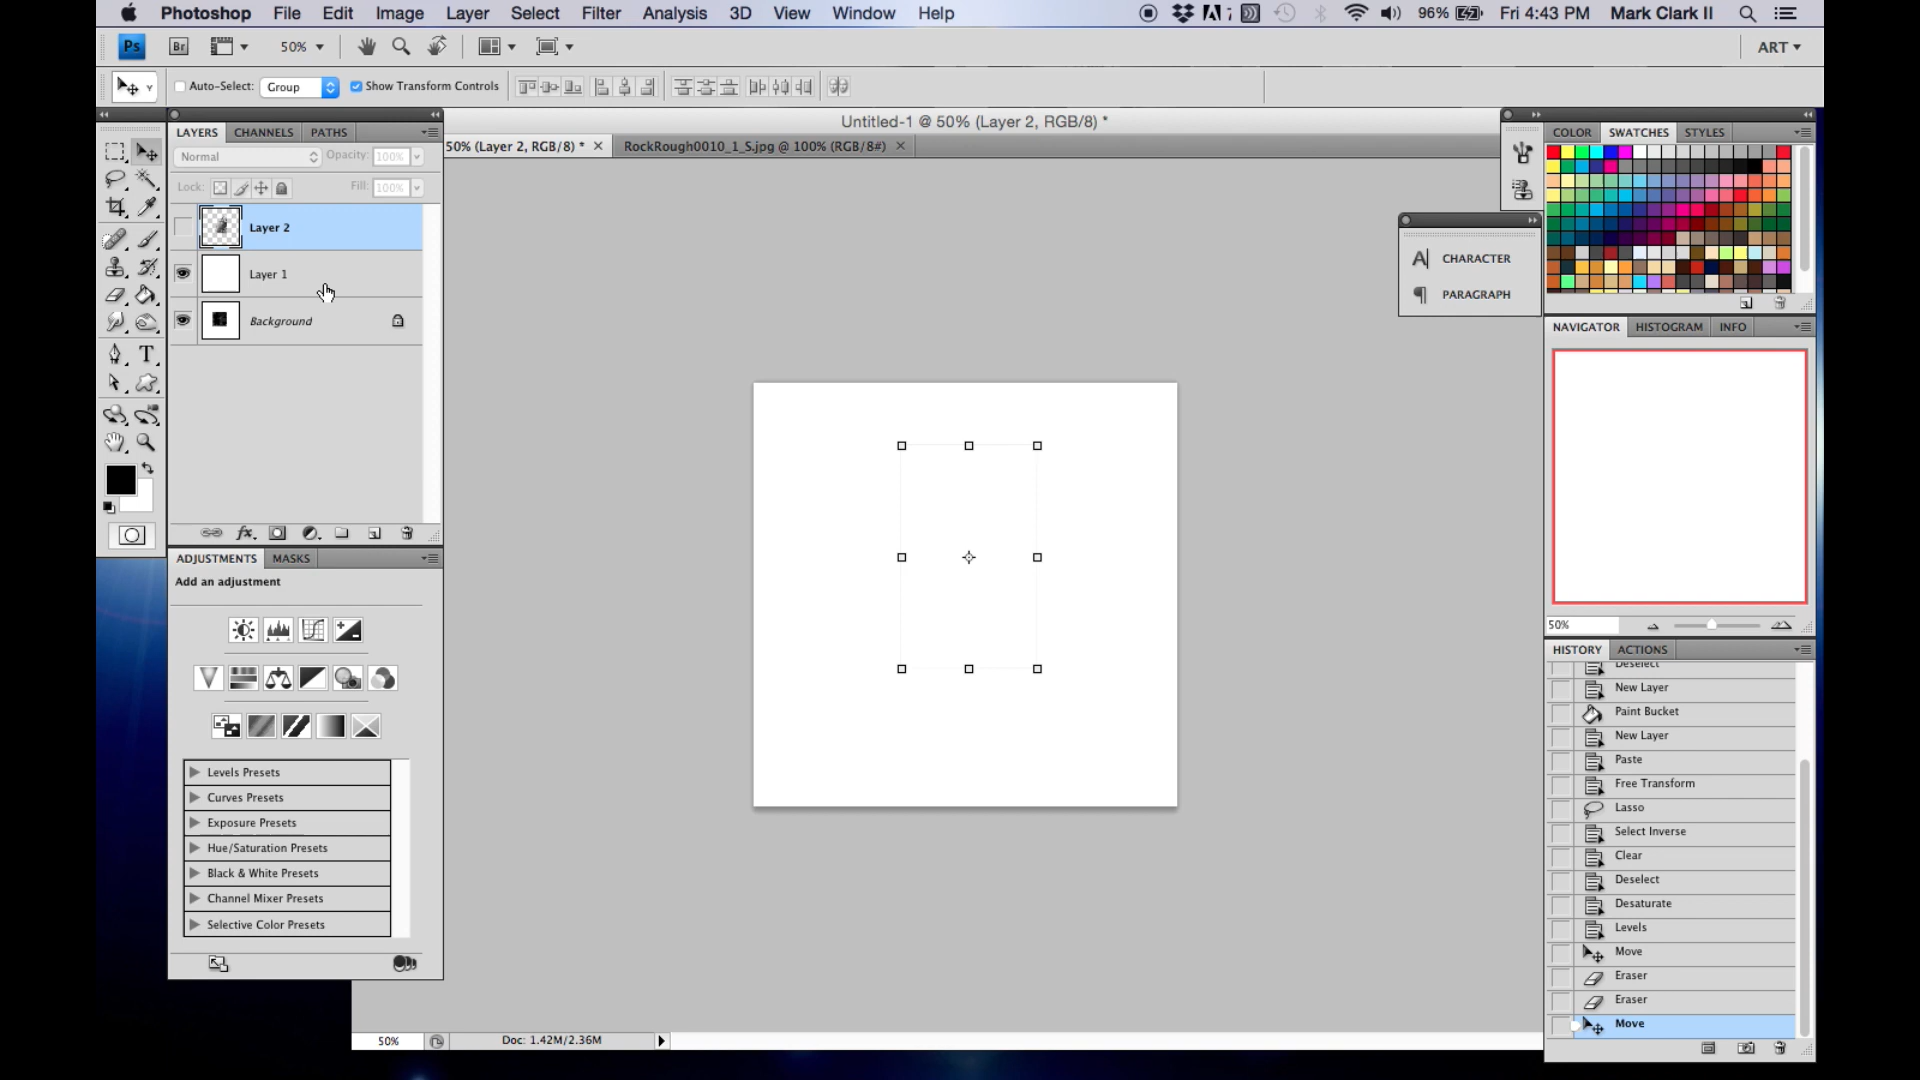 Photoshop File Edit Image Layer Select Filter Analysis 3D View Window Help 7 96% Fri 4:43 PM Mark Clark II
Ps Br 50% ART
Auto-Select: Group Show Transform Controls
Untitled-1 @ 50% (Layer 2, RGB/8) *
50% (Layer 2, RGB/8) * RockRough0010_1_S.jpg @ 100% (RGB/8#)
LAYERS CHANNELS PATHS
Normal Opacity: 100%
Lock: Fill: 100%
Layer 2
Layer 1
Background
ADJUSTMENTS MASKS
Add an adjustment
Levels Presets
Curves Presets
Exposure Presets
Hue/Saturation Presets
Black & White Presets
Channel Mixer Presets
Selective Color Presets
50% Doc: 1.42M/2.36M
CHARACTER
PARAGRAPH
COLOR SWATCHES STYLES
NAVIGATOR HISTOGRAM INFO
50%
HISTORY ACTIONS
Deselect
New Layer
Paint Bucket
New Layer
Paste
Free Transform
Lasso
Select Inverse
Clear
Deselect
Desaturate
Levels
Move
Eraser
Eraser
Move